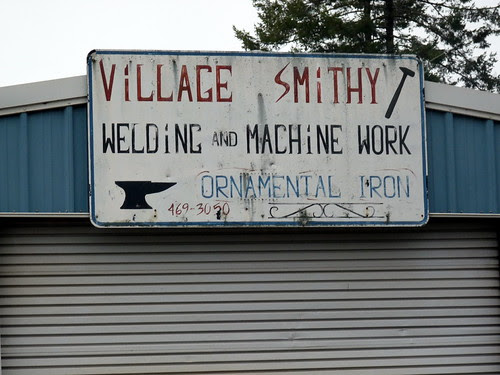 VILLAGE SMITHY
WELDING AND MACHINE WORK
ORNAMENTAL IRON
469-3050